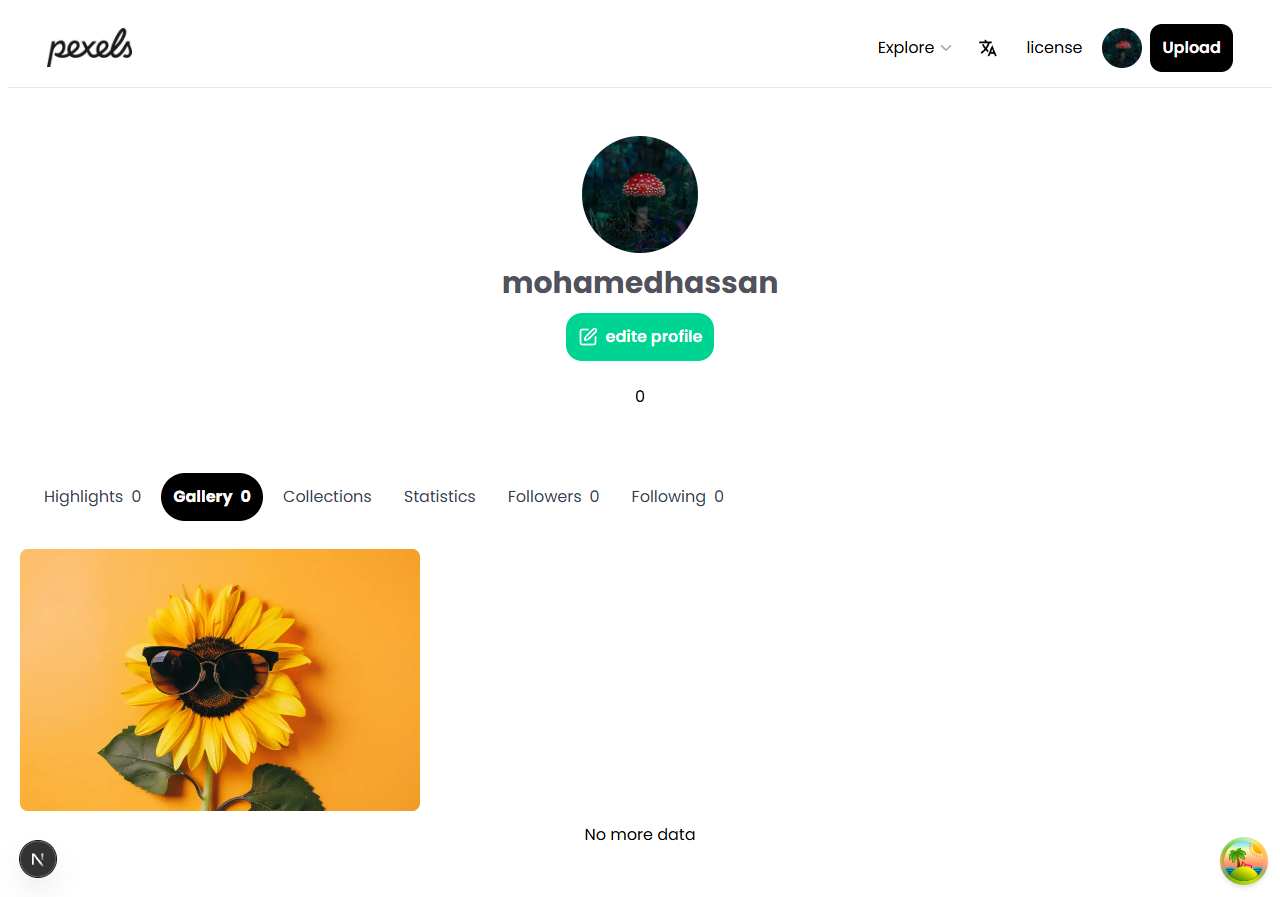 pexels
Explore
license
Upload
mohamedhassan
edite profile
0
Highlights 0
Gallery 0
Collections
Statistics
Followers 0
Following 0
No more data
N